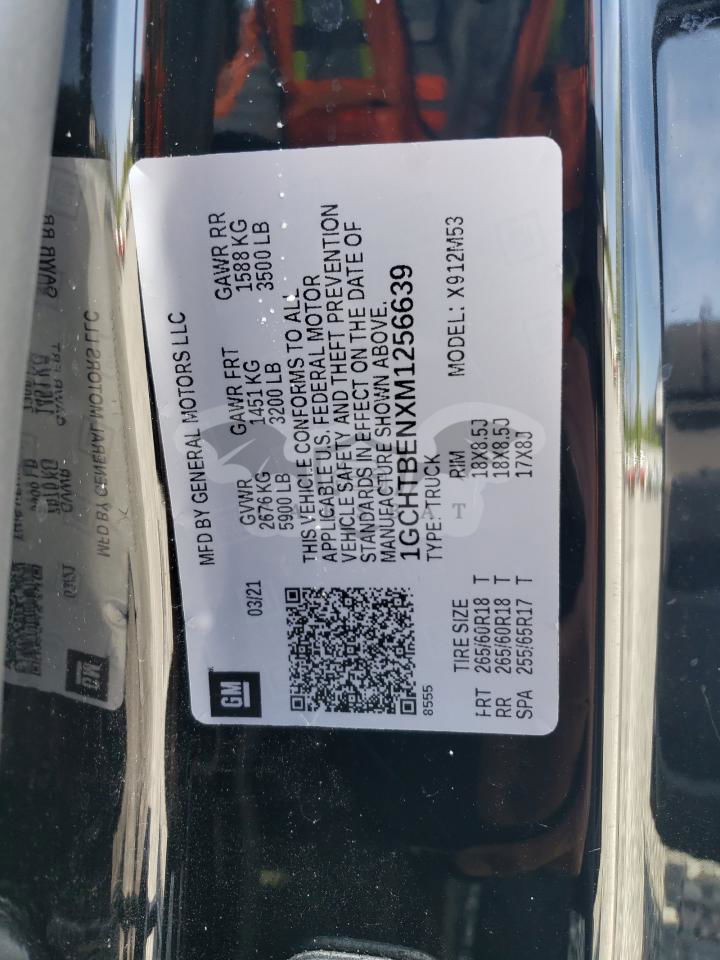 GM
03/21
MFD BY GENERAL MOTORS LLC
GVWR GAWR FRT GAWR RR
2676 KG 1451 KG 1588 KG
5900 LB 3200 LB 3500 LB
THIS VEHICLE CONFORMS TO ALL
APPLICABLE U.S. FEDERAL MOTOR
VEHICLE SAFETY AND THEFT PREVENTION
STANDARDS IN EFFECT ON THE DATE OF
MANUFACTURE SHOWN ABOVE.
1GCHTBENXM1256639
8555
TYPE: TRUCK MODEL: X912M53
TIRE SIZE RIM
FRT 265/60R18 T 18X8.5J
RR 265/60R18 T 18X8.5J
SPA 255/65R17 T 17X8J